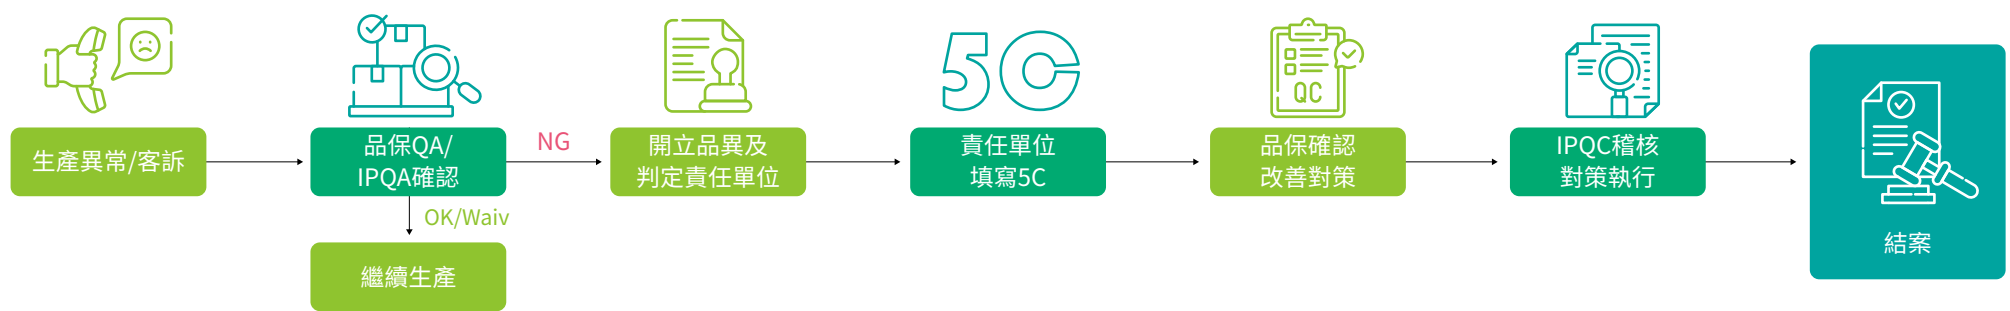 5C
QC
生產異常/客訴
品保QA/
IPQA確認
NG
開立品異及
判定責任單位
責任單位
填寫5C
品保確認
改善對策
IPQC稽核
對策執行
OK/Waiv
繼續生產
結案